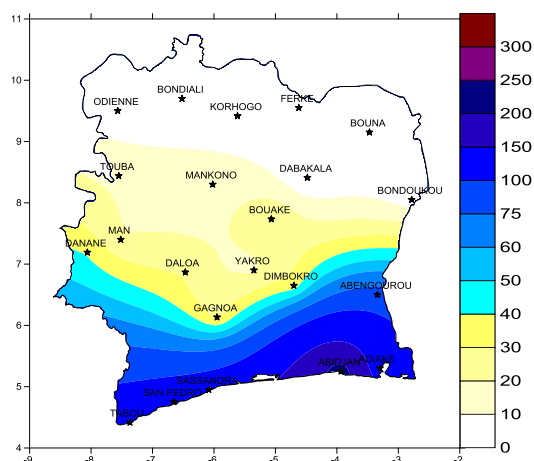 11
10
9
8
7
6
5
4
-9
-8
-7
-6
-5
-4
-3
-2
BONDIALI
ODIENNE
KORHOGO
FERKE
BOUNA
TOUBA
MANKONO
DABAKALA
BONDOUKOU
BOUAKE
MAN
DANANE
DALOA
YAKRO
DIMBOKRO
ABENGOUROU
GAGNOA
ABIDJAN
ADIAKE
SASSANDRA
SAN PEDRO
TABOU
300
250
200
150
100
75
60
50
40
30
20
10
0